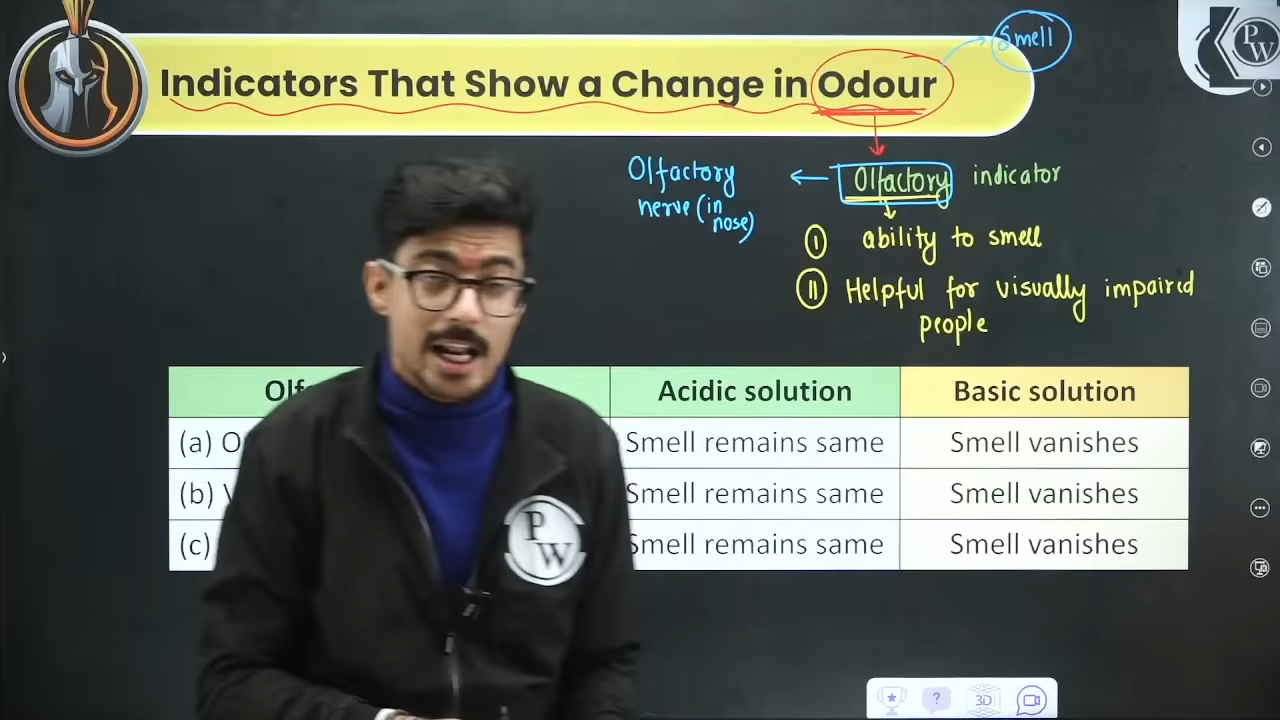 Smell
Indicators That Show a Change in Odour
P
W
Olfactory ← Olfactory indicator
nerve (in nose)
I ability to smell
II Helpful for visually impaired
people
Acidic solution Basic solution
(a) Smell remains same Smell vanishes
(b) Smell remains same Smell vanishes
(c) Smell remains same Smell vanishes
P
W
?
3D